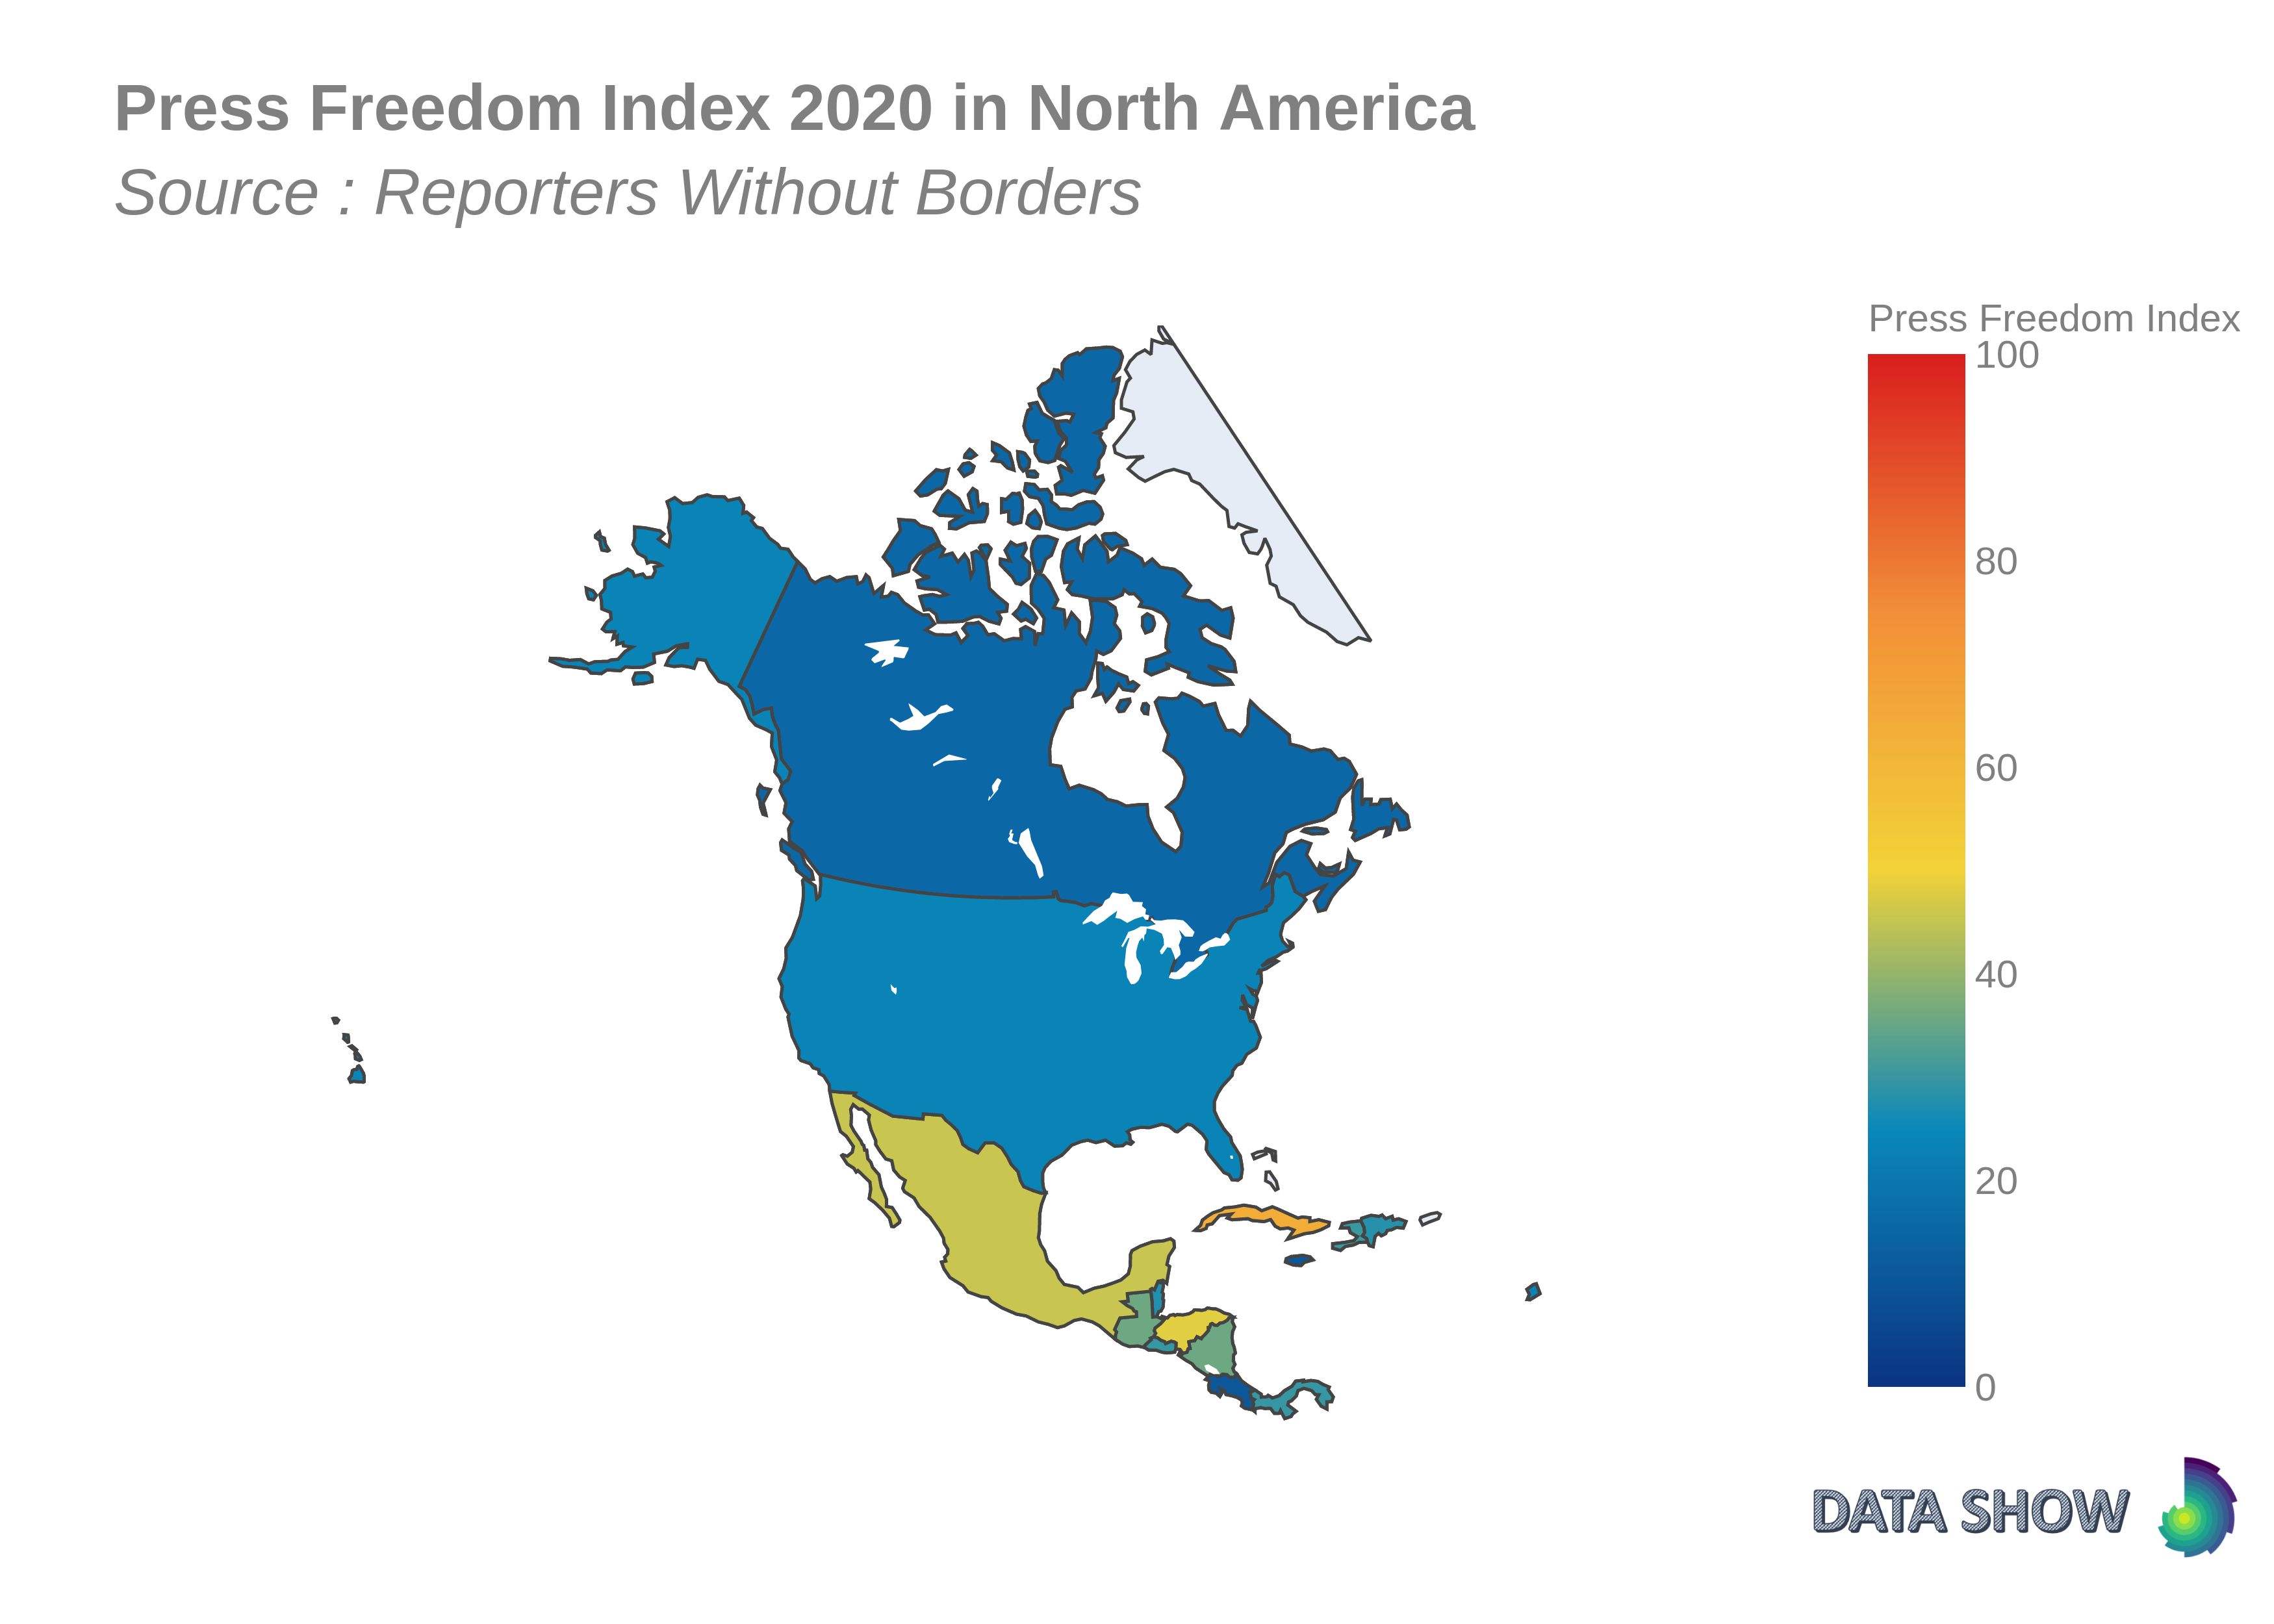 Press Freedom Index 2020 in North America
Source : Reporters Without Borders
Press Freedom Index
100
80
60
40
20
0
DATA SHOW